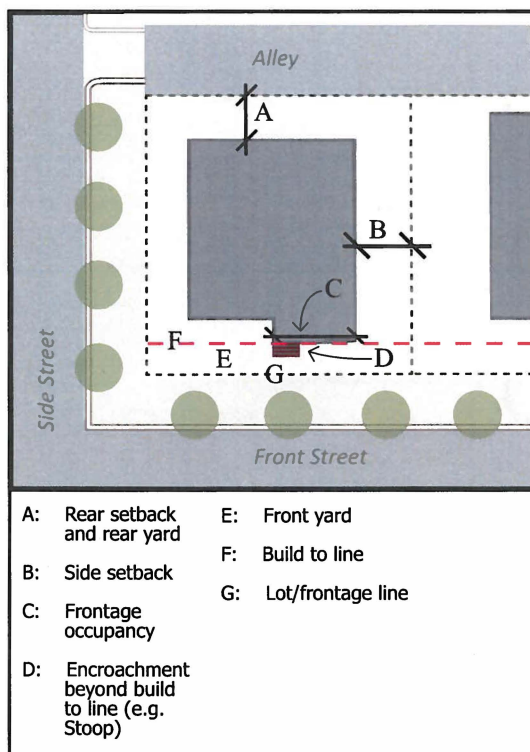 Alley
A
B
C
F
E
D
G
Side Street
Front Street
A: Rear setback
and rear yard
B: Side setback
C: Frontage
occupancy
D: Encroachment
beyond build
to line (e.g.
Stoop)
E: Front yard
F: Build to line
G: Lot/frontage line